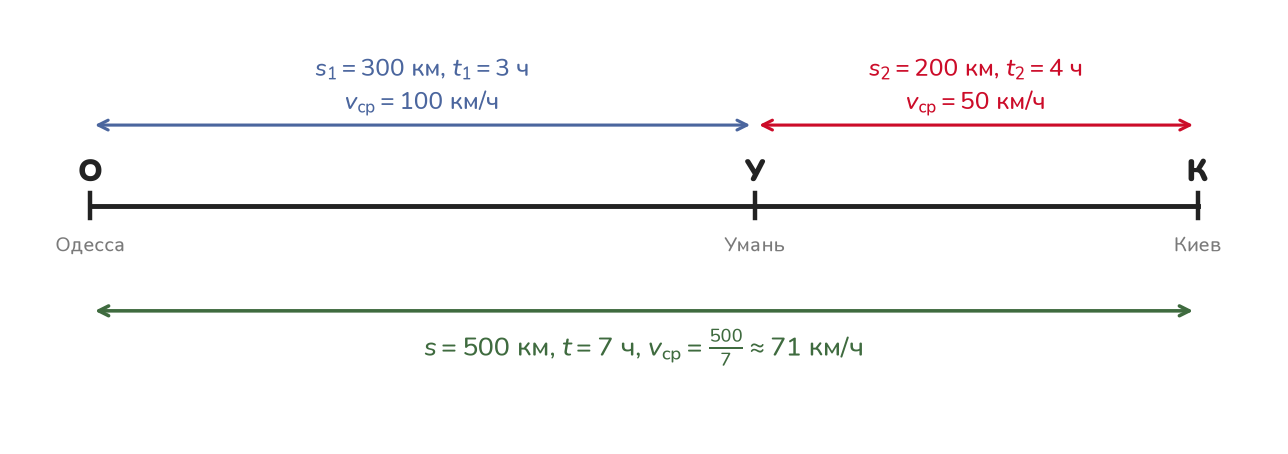 s₁ = 300 км, t₁ = 3 ч
v_ср = 100 км/ч
s₂ = 200 км, t₂ = 4 ч
v_ср = 50 км/ч
О У К
Одесса Умань Киев
s = 500 км, t = 7 ч, v_ср = 500/7 ≈ 71 км/ч